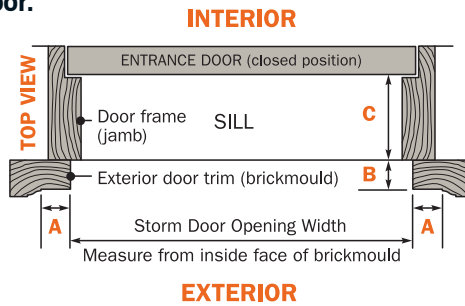 or.
INTERIOR
ENTRANCE DOOR (closed position)
TOP VIEW
Door frame
(jamb)
SILL
C
Exterior door trim (brickmould)
B
A
Storm Door Opening Width
A
Measure from inside face of brickmould
EXTERIOR